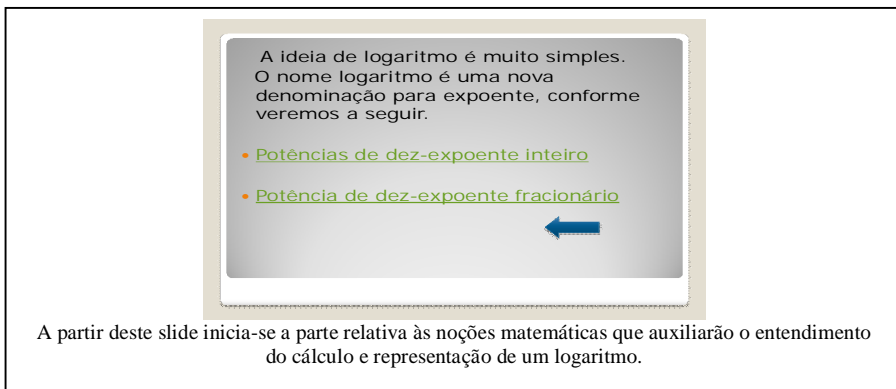 A ideia de logaritmo é muito simples.
O nome logaritmo é uma nova
denominação para expoente, conforme
veremos a seguir.
• Potências de dez-expoente inteiro
• Potência de dez-expoente fracionário
A partir deste slide inicia-se a parte relativa às noções matemáticas que auxiliarão o entendimento
do cálculo e representação de um logaritmo.